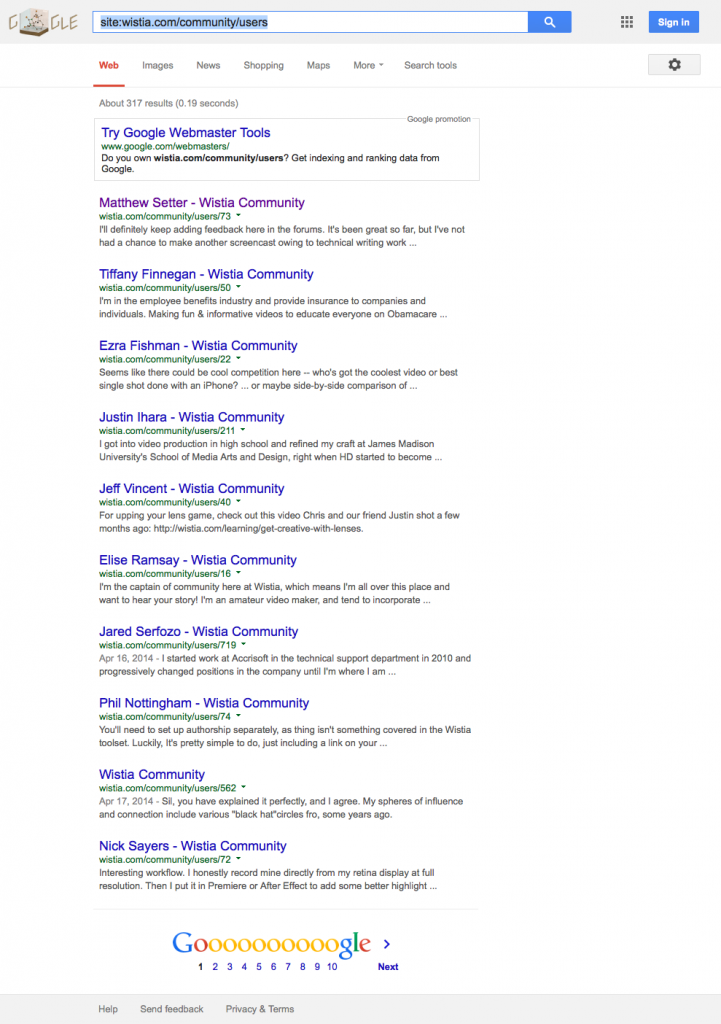 GOOGLE
site:wistia.com/community/users
Sign in
Web Images News Shopping Maps More Search tools
About 317 results (0.19 seconds)
Google promotion
Try Google Webmaster Tools
www.google.com/webmasters/
Do you own wistia.com/community/users? Get indexing and ranking data from
Google.
Matthew Setter - Wistia Community
wistia.com/community/users/73
I'll definitely keep adding feedback here in the forums. It's been great so far, but I've not
had a chance to make another screencast owing to technical writing work ...
Tiffany Finnegan - Wistia Community
wistia.com/community/users/50
I'm in the employee benefits industry and provide insurance to companies and
individuals. Making fun & informative videos to educate everyone on Obamacare ...
Ezra Fishman - Wistia Community
wistia.com/community/users/22
Seems like there could be cool competition here -- who's got the coolest video or best
single shot done with an iPhone? ... or maybe side-by-side comparison of ...
Justin Ihara - Wistia Community
wistia.com/community/users/211
I got into video production in high school and refined my craft at James Madison
University's School of Media Arts and Design, right when HD started to become ...
Jeff Vincent - Wistia Community
wistia.com/community/users/40
For upping your lens game, check out this video Chris and our friend Justin shot a few
months ago: http://wistia.com/learning/get-creative-with-lenses.
Elise Ramsay - Wistia Community
wistia.com/community/users/16
I'm the captain of community here at Wistia, which means I'm all over this place and
want to hear your story! I'm an amateur video maker, and tend to incorporate ...
Jared Serfozo - Wistia Community
wistia.com/community/users/719
Apr 16, 2014 - I started work at Accrisoft in the technical support department in 2010 and
progressively changed positions in the company until I'm where I am ...
Phil Nottingham - Wistia Community
wistia.com/community/users/74
You'll need to set up authorship separately, as thing isn't something covered in the Wistia
toolset. Luckily, It's pretty simple to do, just including a link on your ...
Wistia Community
wistia.com/community/users/562
Apr 17, 2014 - Sil, you have explained it perfectly, and I agree. My spheres of influence
and connection include various "black hat"circles fro, some years ago.
Nick Sayers - Wistia Community
wistia.com/community/users/72
Interesting workflow. I honestly record mine directly from my retina display at full
resolution. Then I put it in Premiere or After Effect to add some better highlight ...
Goooooooooogle
1 2 3 4 5 6 7 8 9 10 Next
Help Send feedback Privacy & Terms